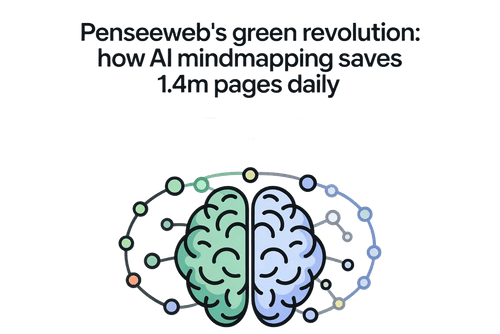 Penseeweb's green revolution:
how AI mindmapping saves
1.4m pages daily